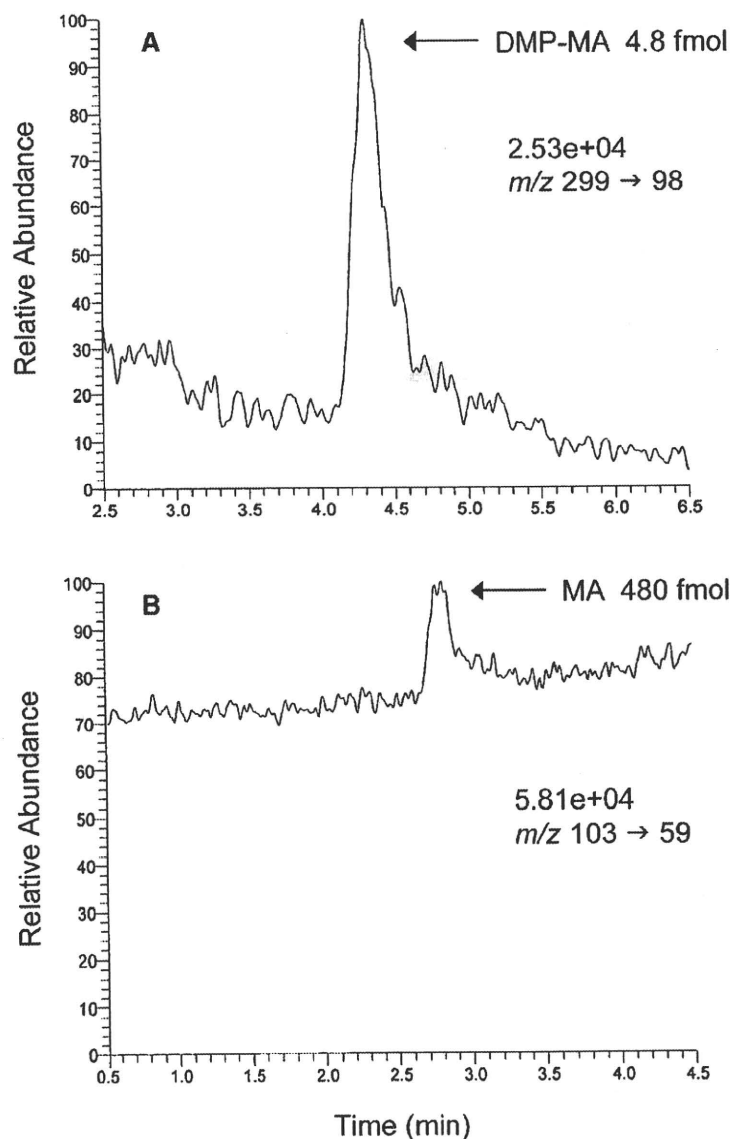 A
DMP-MA 4.8 fmol
2.53e+04
m/z 299 → 98
Relative Abundance
100
90
80
70
60
50
40
30
20
10
0
2.5 3.0 3.5 4.0 4.5 5.0 5.5 6.0 6.5
B
MA 480 fmol
5.81e+04
m/z 103 → 59
Relative Abundance
100
90
80
70
60
50
40
30
20
10
0
0.5 1.0 1.5 2.0 2.5 3.0 3.5 4.0 4.5
Time (min)